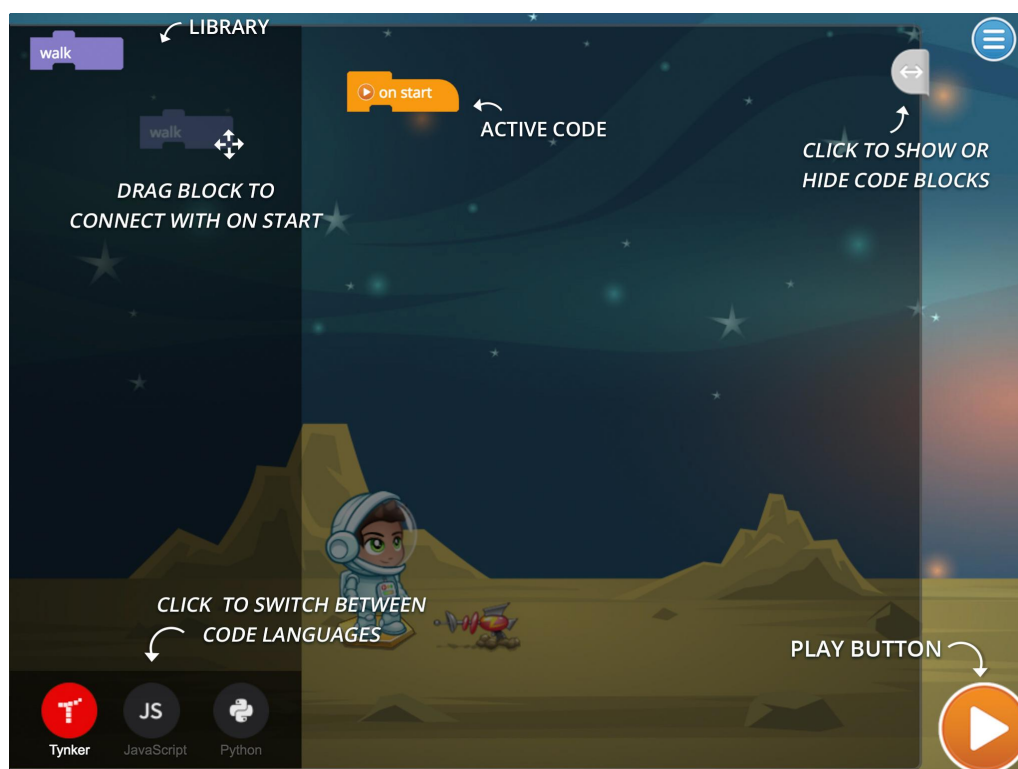 LIBRARY
walk
on start
ACTIVE CODE
walk
CLICK TO SHOW OR
HIDE CODE BLOCKS
DRAG BLOCK TO
CONNECT WITH ON START
CLICK TO SWITCH BETWEEN
CODE LANGUAGES
PLAY BUTTON
T
JS
Tynker
JavaScript
Python